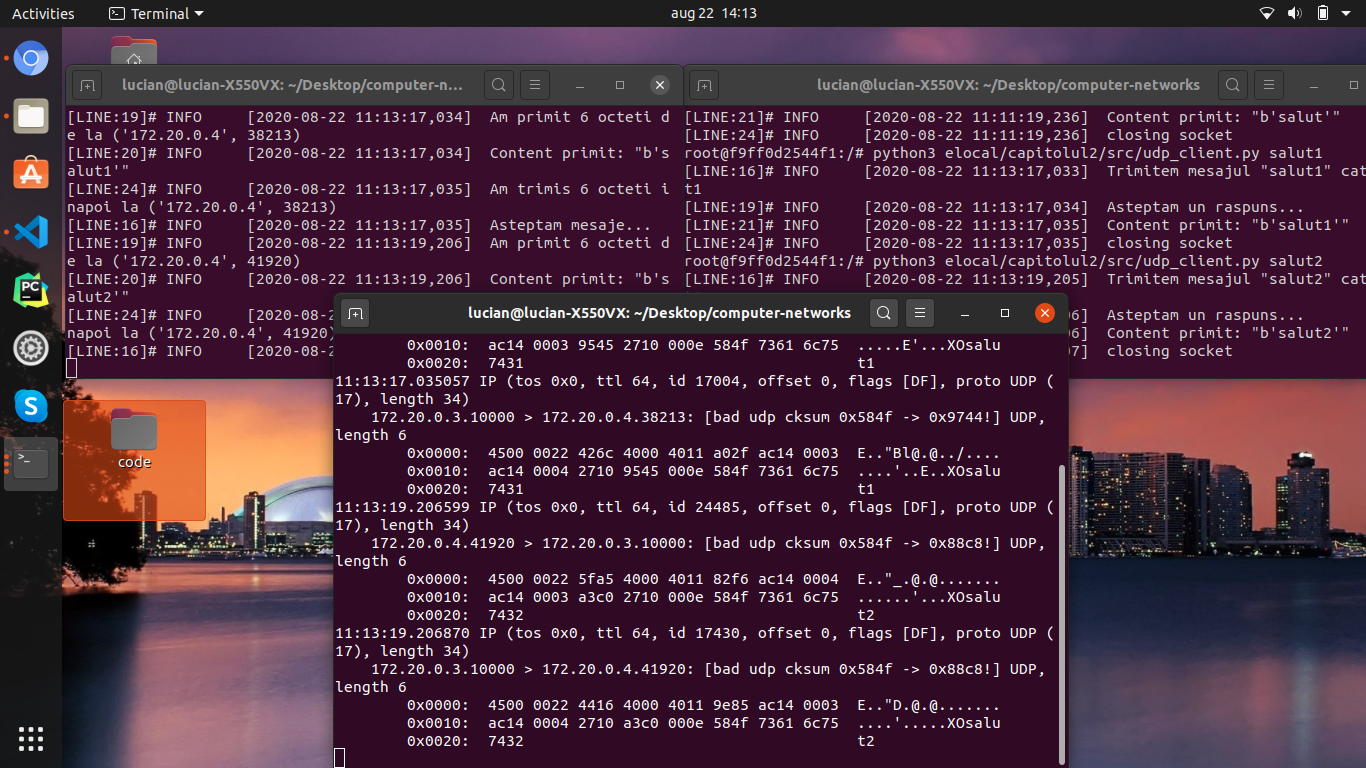 Activities
Terminal
aug 22 14:13
lucian@lucian-X550VX: ~/Desktop/computer-n...
[LINE:19]# INFO     [2020-08-22 11:13:17,034]  Am primit 6 octeti d
e la ('172.20.0.4', 38213)
[LINE:20]# INFO     [2020-08-22 11:13:17,034]  Content primit: "b's
alut1'"
[LINE:24]# INFO     [2020-08-22 11:13:17,035]  Am trimis 6 octeti i
napoi la ('172.20.0.4', 38213)
[LINE:16]# INFO     [2020-08-22 11:13:17,035]  Asteptam mesaje...
[LINE:19]# INFO     [2020-08-22 11:13:19,206]  Am primit 6 octeti d
e la ('172.20.0.4', 41920)
[LINE:20]# INFO     [2020-08-22 11:13:19,206]  Content primit: "b's
alut2'"
[LINE:24]# INFO     [2020-08-2
napoi la ('172.20.0.4', 41920)
[LINE:16]# INFO     [2020-08-2
lucian@lucian-X550VX: ~/Desktop/computer-networks
[LINE:21]# INFO     [2020-08-22 11:11:19,236]  Content primit: "b'salut'"
[LINE:24]# INFO     [2020-08-22 11:11:19,236]  closing socket
root@f9ff0d2544f1:/# python3 elocal/capitolul2/src/udp_client.py salut1
[LINE:16]# INFO     [2020-08-22 11:13:17,033]  Trimitem mesajul "salut1" cat
t1
[LINE:19]# INFO     [2020-08-22 11:13:17,034]  Asteptam un raspuns...
[LINE:21]# INFO     [2020-08-22 11:13:17,035]  Content primit: "b'salut1'"
[LINE:24]# INFO     [2020-08-22 11:13:17,035]  closing socket
root@f9ff0d2544f1:/# python3 elocal/capitolul2/src/udp_client.py salut2
[LINE:16]# INFO     [2020-08-22 11:13:19,205]  Trimitem mesajul "salut2" cat
6]  Asteptam un raspuns...
6]  Content primit: "b'salut2'"
7]  closing socket
lucian@lucian-X550VX: ~/Desktop/computer-networks
0x0010:  ac14 0003 9545 2710 000e 584f 7361 6c75  .....E'...XOsalu
0x0020:  7431                                     t1
11:13:17.035057 IP (tos 0x0, ttl 64, id 17004, offset 0, flags [DF], proto UDP (
17), length 34)
172.20.0.3.10000 > 172.20.0.4.38213: [bad udp cksum 0x584f -> 0x9744!] UDP,
length 6
0x0000:  4500 0022 426c 4000 4011 a02f ac14 0003  E.."Bl@.@../....
0x0010:  ac14 0004 2710 9545 000e 584f 7361 6c75  ....'..E..XOsalu
0x0020:  7431                                     t1
11:13:19.206599 IP (tos 0x0, ttl 64, id 24485, offset 0, flags [DF], proto UDP (
17), length 34)
172.20.0.4.41920 > 172.20.0.3.10000: [bad udp cksum 0x584f -> 0x88c8!] UDP,
length 6
0x0000:  4500 0022 5fa5 4000 4011 82f6 ac14 0004  E.."_.@.@.......
0x0010:  ac14 0003 a3c0 2710 000e 584f 7361 6c75  ......'...XOsalu
0x0020:  7432                                     t2
11:13:19.206870 IP (tos 0x0, ttl 64, id 17430, offset 0, flags [DF], proto UDP (
17), length 34)
172.20.0.3.10000 > 172.20.0.4.41920: [bad udp cksum 0x584f -> 0x88c8!] UDP,
length 6
0x0000:  4500 0022 4416 4000 4011 9e85 ac14 0003  E.."D.@.@.......
0x0010:  ac14 0004 2710 a3c0 000e 584f 7361 6c75  ....'.....XOsalu
0x0020:  7432                                     t2
code
PC
S
>_